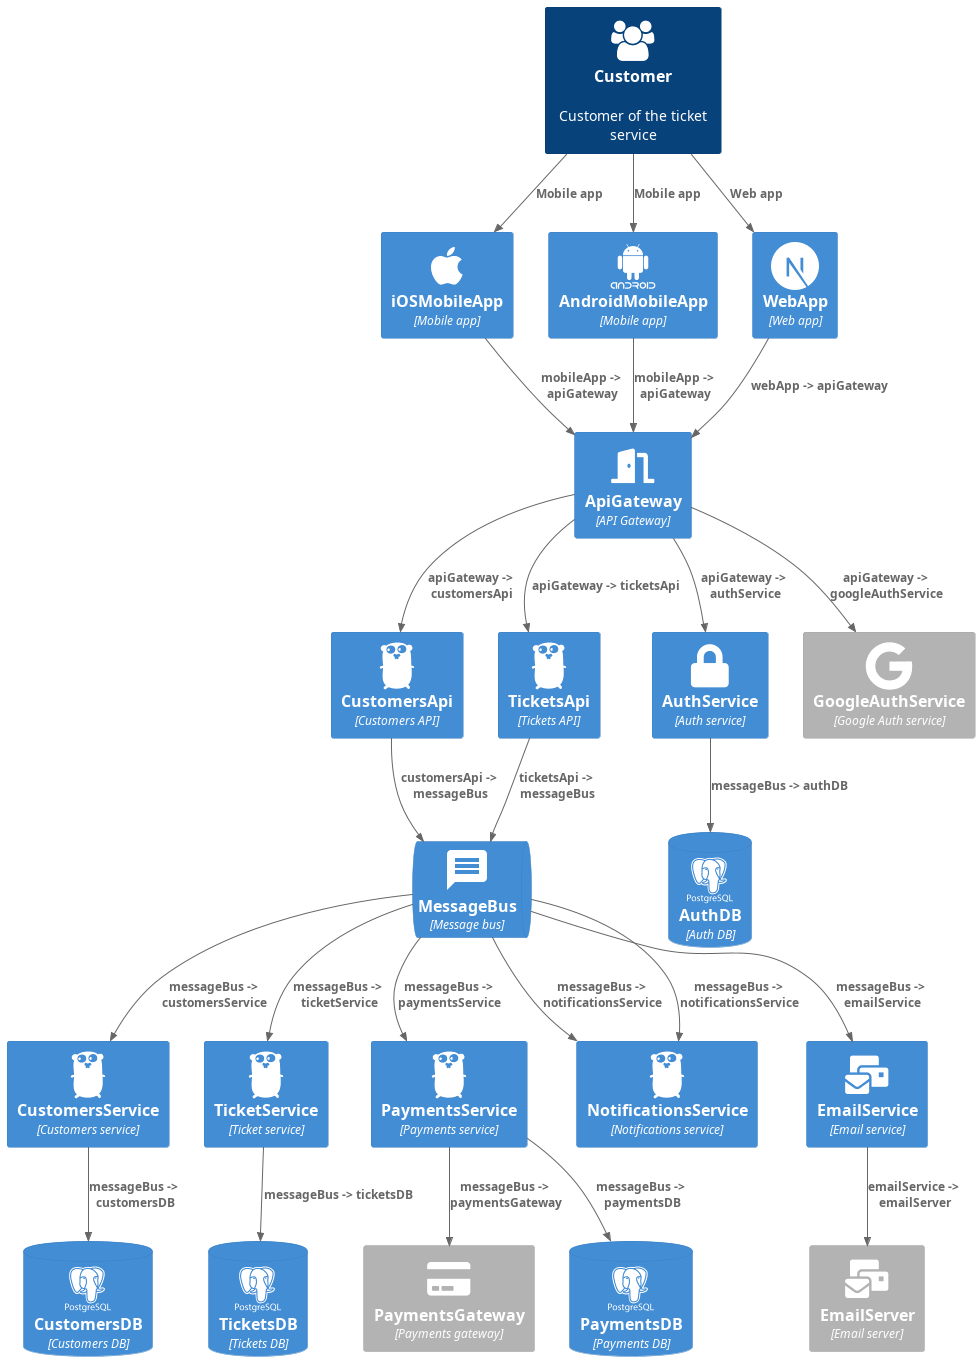 Customer
Customer of the ticket
service
Mobile app
Mobile app
Web app
iOSMobileApp
[Mobile app]
ANDROID
AndroidMobileApp
[Mobile app]
WebApp
[Web app]
mobileApp ->
apiGateway
mobileApp ->
apiGateway
webApp -> apiGateway
ApiGateway
[API Gateway]
apiGateway ->
customersApi
apiGateway -> ticketsApi
apiGateway ->
authService
apiGateway ->
googleAuthService
CustomersApi
[Customers API]
TicketsApi
[Tickets API]
AuthService
[Auth service]
GoogleAuthService
[Google Auth service]
customersApi ->
messageBus
ticketsApi ->
messageBus
messageBus -> authDB
MessageBus
[Message bus]
PostgreSQL
AuthDB
[Auth DB]
messageBus ->
customersService
messageBus ->
ticketService
messageBus ->
paymentsService
messageBus ->
notificationsService
messageBus ->
notificationsService
messageBus ->
emailService
CustomersService
[Customers service]
TicketService
[Ticket service]
PaymentsService
[Payments service]
NotificationsService
[Notifications service]
EmailService
[Email service]
messageBus ->
customersDB
messageBus -> ticketsDB
messageBus ->
paymentsGateway
messageBus ->
paymentsDB
emailService ->
emailServer
PostgreSQL
CustomersDB
[Customers DB]
PostgreSQL
TicketsDB
[Tickets DB]
PaymentsGateway
[Payments gateway]
PostgreSQL
PaymentsDB
[Payments DB]
EmailServer
[Email server]